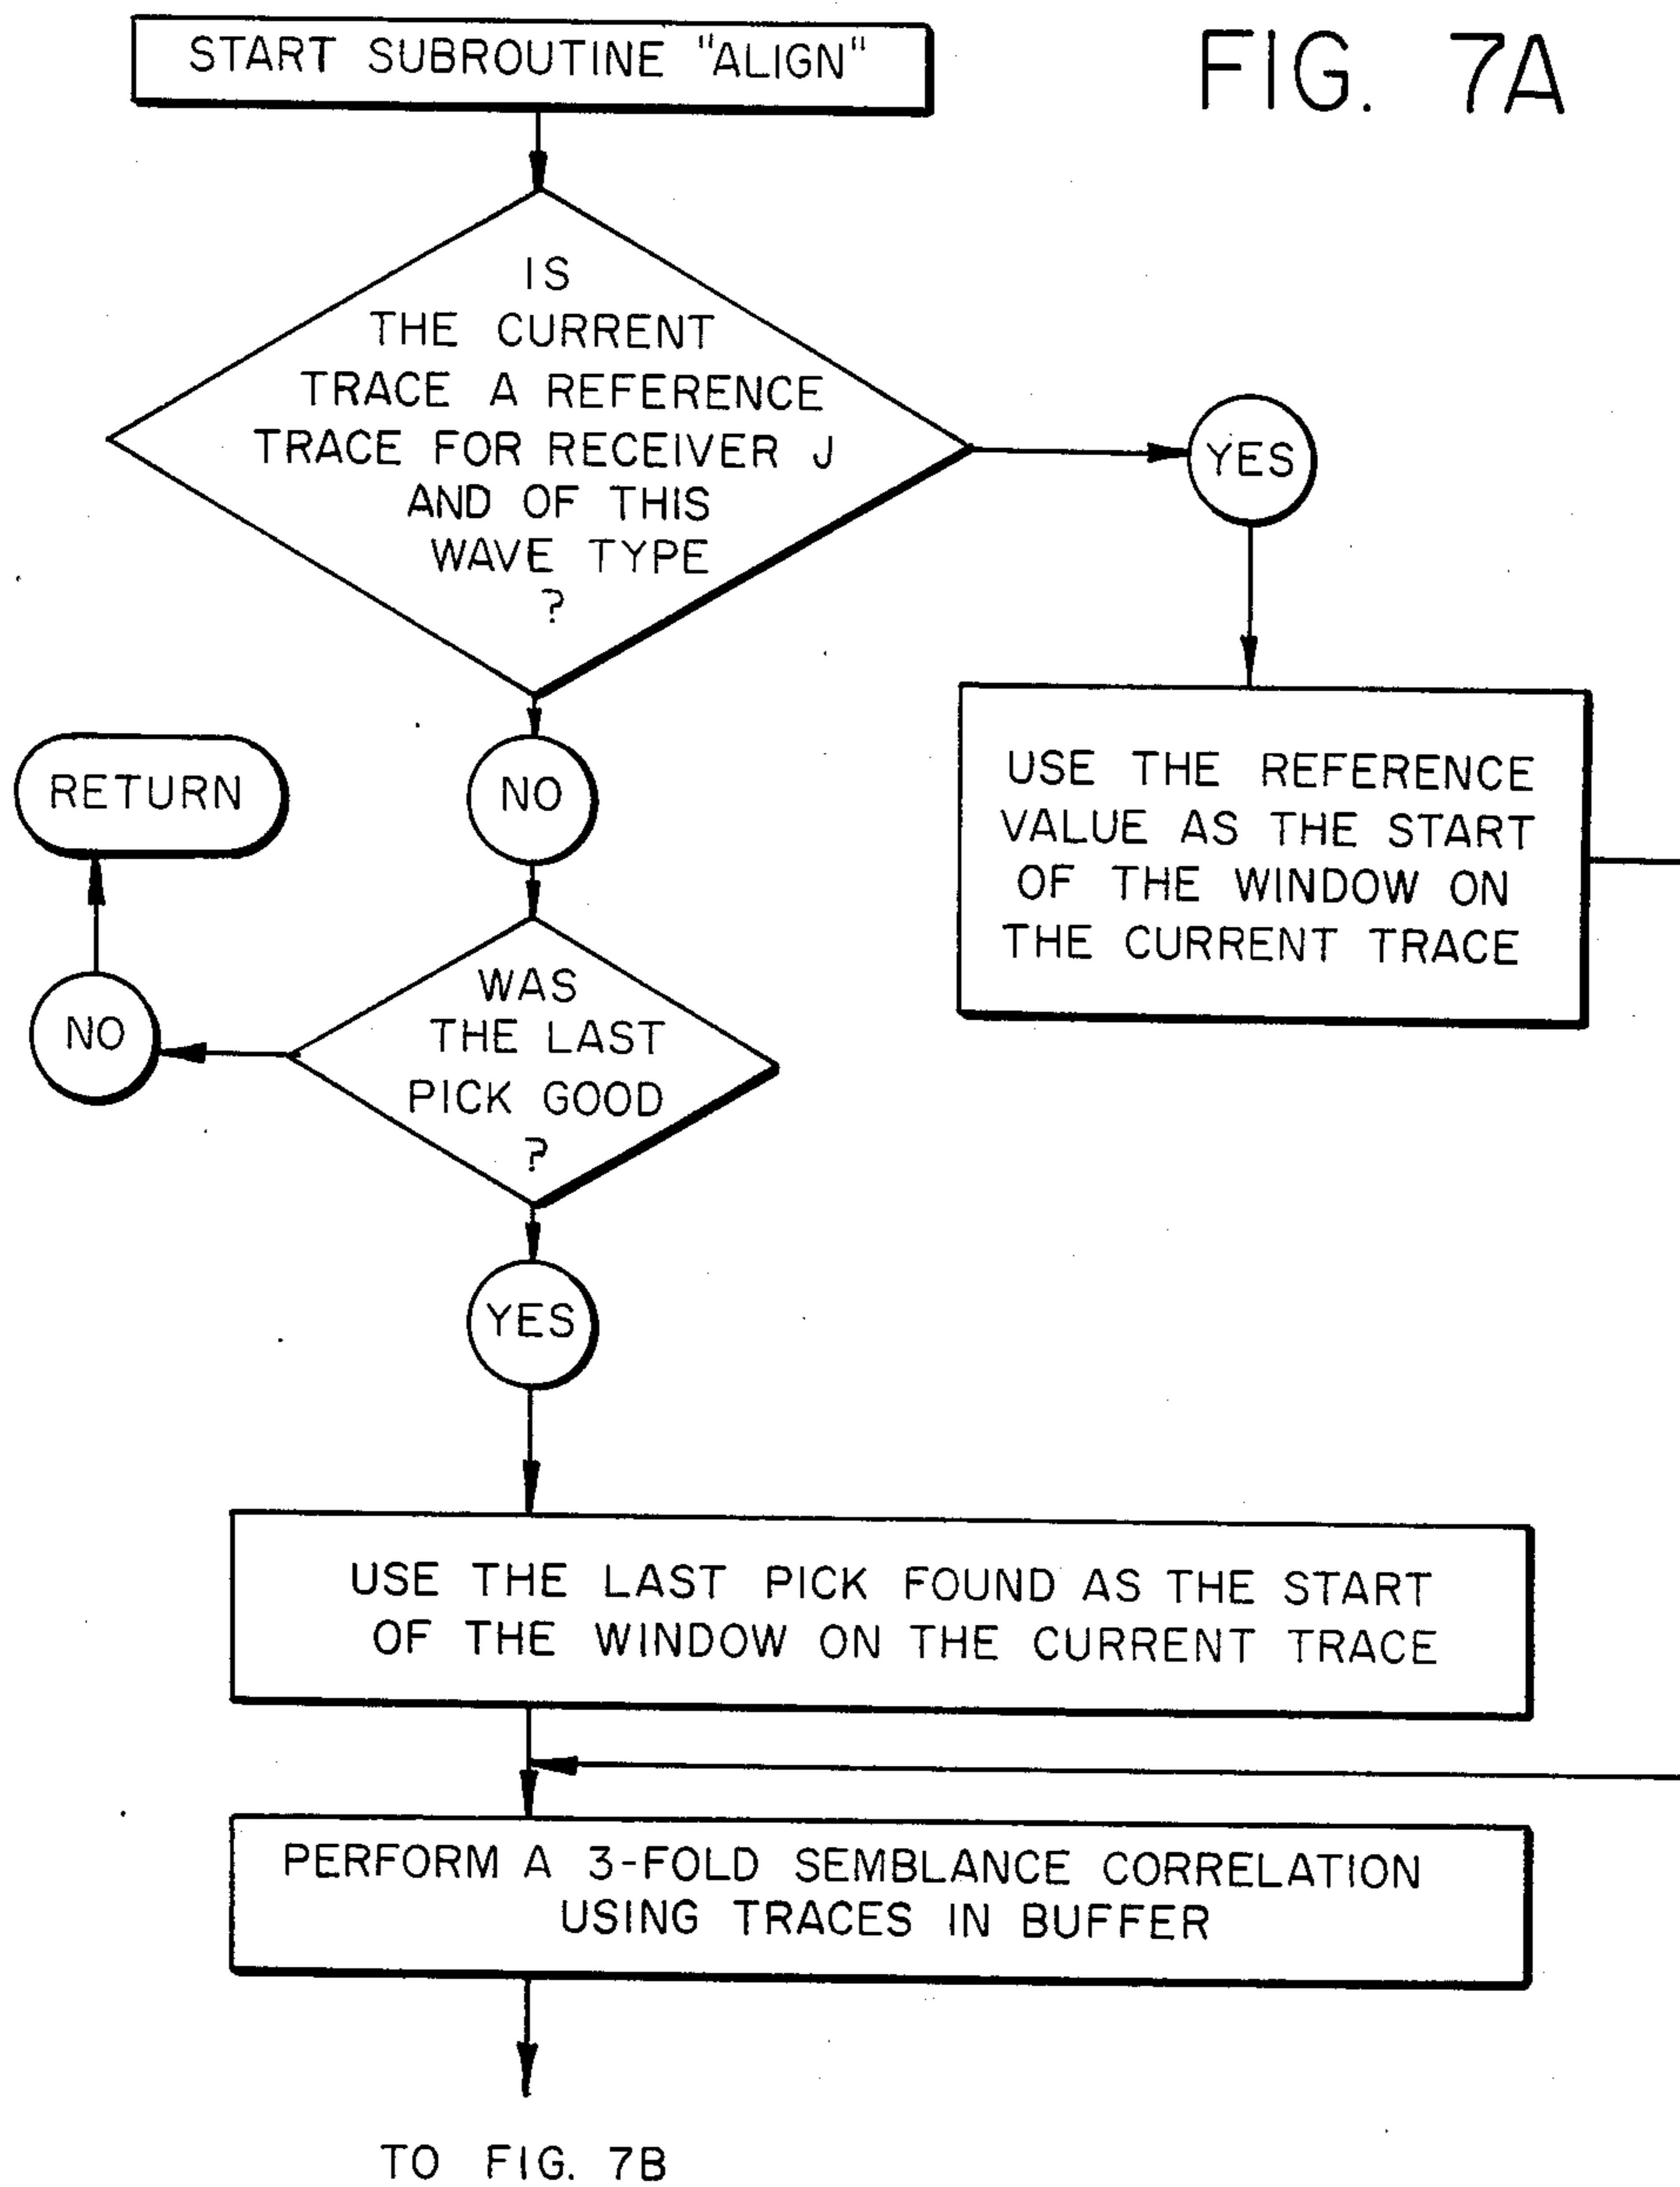 FIG. 7A
START SUBROUTINE "ALIGN"
IS
THE CURRENT
TRACE A REFERENCE
TRACE FOR RECEIVER J
AND OF THIS
WAVE TYPE
?
YES
USE THE REFERENCE
VALUE AS THE START
OF THE WINDOW ON
THE CURRENT TRACE
NO
RETURN
WAS
THE LAST
PICK GOOD
?
NO
YES
USE THE LAST PICK FOUND AS THE START
OF THE WINDOW ON THE CURRENT TRACE
PERFORM A 3-FOLD SEMBLANCE CORRELATION
USING TRACES IN BUFFER
TO FIG. 7B